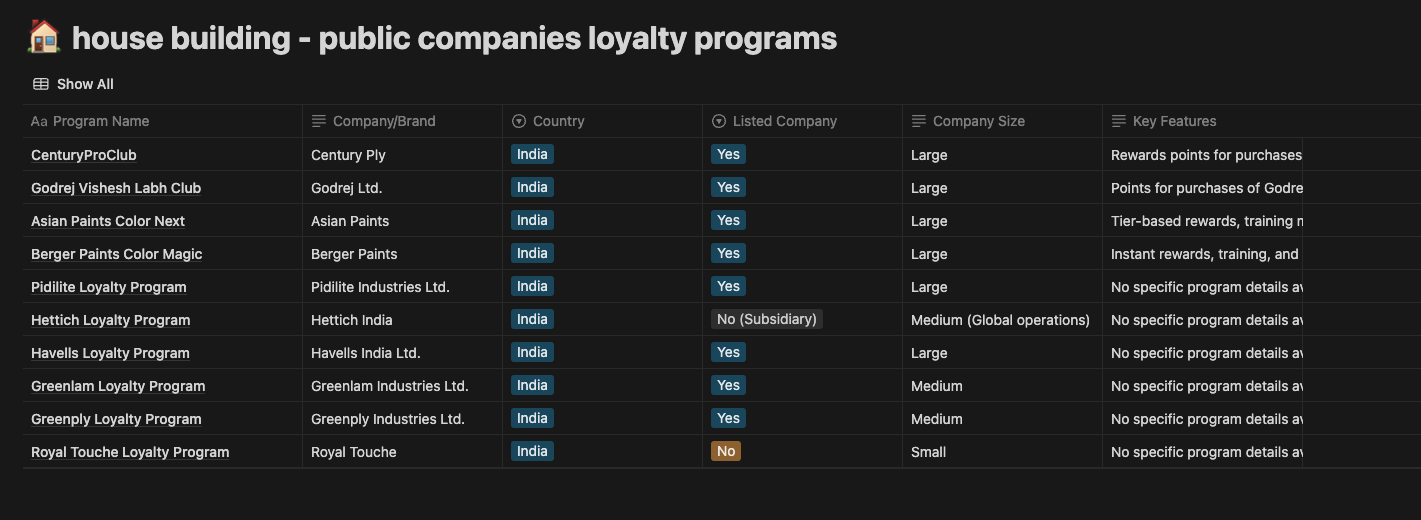 house building - public companies loyalty programs
Show All
Aa Program Name Company/Brand Country Listed Company Company Size Key Features
CenturyProClub Century Ply India Yes Large Rewards points for purchases
Godrej Vishesh Labh Club Godrej Ltd. India Yes Large Points for purchases of Godre
Asian Paints Color Next Asian Paints India Yes Large Tier-based rewards, training
Berger Paints Color Magic Berger Paints India Yes Large Instant rewards, training, and
Pidilite Loyalty Program Pidilite Industries Ltd. India Yes Large No specific program details
Hettich Loyalty Program Hettich India India No (Subsidiary) Medium (Global operations) No specific program details
Havells Loyalty Program Havells India Ltd. India Yes Large No specific program details
Greenlam Loyalty Program Greenlam Industries Ltd. India Yes Medium No specific program details
Greenply Loyalty Program Greenply Industries Ltd. India Yes Medium No specific program details
Royal Touche Loyalty Program Royal Touche India No Small No specific program details